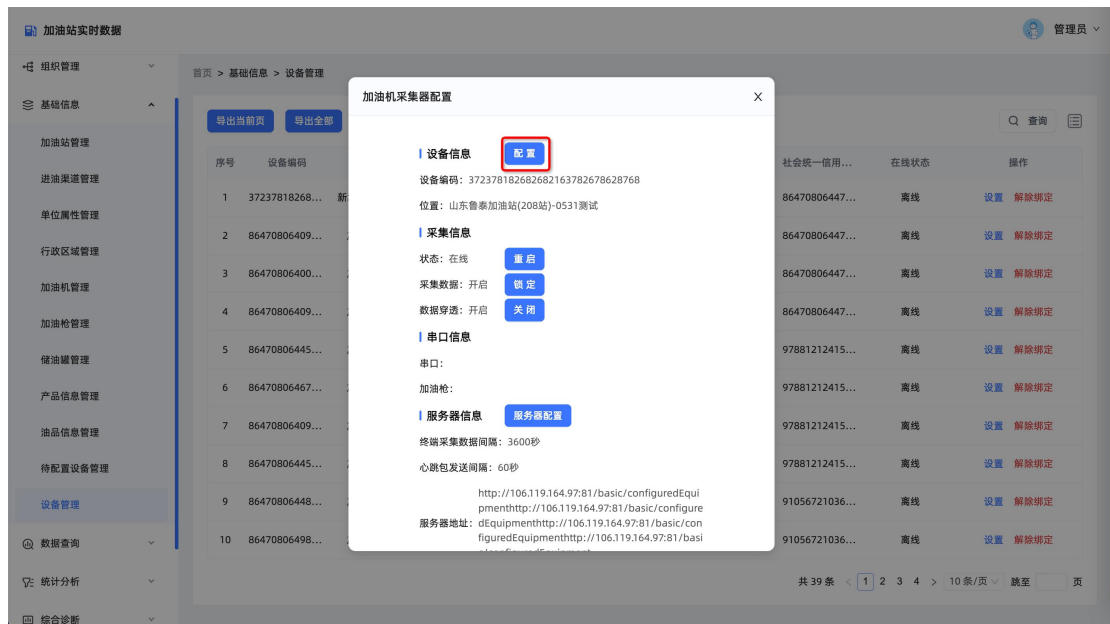 加油站实时数据
管理员
组织管理
首页 > 基础信息 > 设备管理
基础信息
加油站管理
进油渠道管理
单位属性管理
行政区域管理
加油机管理
加油枪管理
储油罐管理
产品信息管理
油品信息管理
待配置设备管理
设备管理
数据查询
统计分析
综合诊断
导出当前页 导出全部
查询
序号 设备编码 社会统一信用... 在线状态 操作
1 37237818268... 新 86470806447... 离线 设置 解除绑定
2 86470806409... 86470806447... 离线 设置 解除绑定
3 86470806400... 86470806447... 离线 设置 解除绑定
4 86470806409... 86470806447... 离线 设置 解除绑定
5 86470806445... 97881212415... 离线 设置 解除绑定
6 86470806467... 97881212415... 离线 设置 解除绑定
7 86470806409... 97881212415... 离线 设置 解除绑定
8 86470806445... 97881212415... 离线 设置 解除绑定
9 86470806448... 91056721036... 离线 设置 解除绑定
10 86470806498... 91056721036... 离线 设置 解除绑定
共 39 条 < 1 2 3 4 > 10 条/页 跳至 页
加油机采集器配置 X
设备信息 配 置
设备编码：372378182682682163782678628768
位置：山东鲁泰加油站(208站)-0531测试
采集信息
状态：在线 重 启
采集数据：开启 锁 定
数据穿透：开启 关 闭
串口信息
串口：
加油枪：
服务器信息 服务器配置
终端采集数据间隔：3600秒
心跳包发送间隔：60秒
http://106.119.164.97:81/basic/configuredEqui
pmenthttp://106.119.164.97:81/basic/configure
服务器地址：dEquipmenthttp://106.119.164.97:81/basic/con
figuredEquipmenthttp://106.119.164.97:81/basi